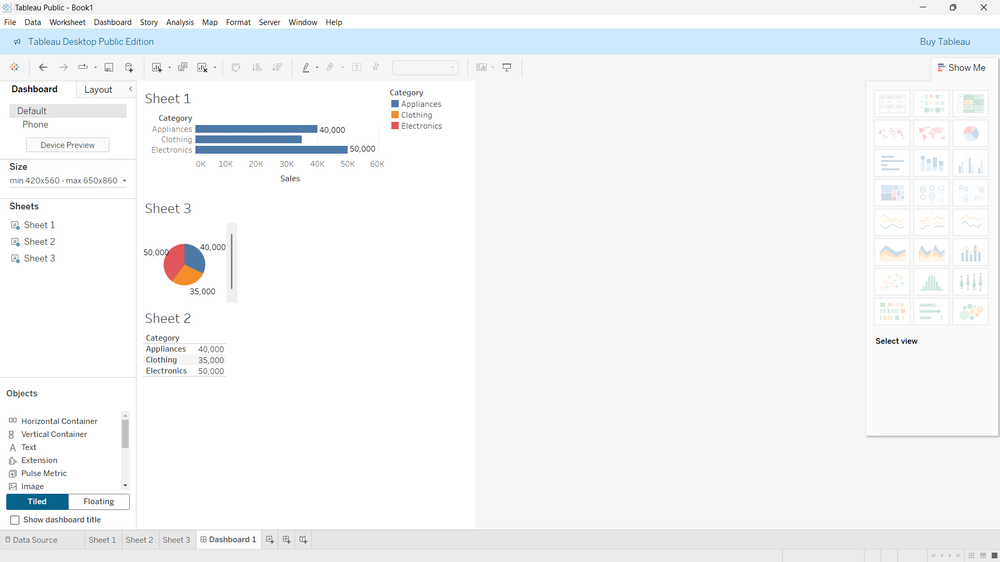 Tableau Public - Book1
File Data Worksheet Dashboard Story Analysis Map Format Server Window Help
Tableau Desktop Public Edition
Buy Tableau
Show Me
Dashboard
Layout
Default
Phone
Device Preview
Size
min 420x560 - max 650x860
Sheets
Sheet 1
Sheet 2
Sheet 3
Objects
Horizontal Container
Vertical Container
Text
Extension
Pulse Metric
Image
Tiled
Floating
Show dashboard title
Sheet 1
Category
Appliances
40,000
Clothing
Electronics
50,000
0K 10K 20K 30K 40K 50K 60K
Sales
Category
Appliances
Clothing
Electronics
Sheet 3
50,000
40,000
35,000
Sheet 2
Category
Appliances 40,000
Clothing 35,000
Electronics 50,000
Select view
Data Source
Sheet 1
Sheet 2
Sheet 3
Dashboard 1